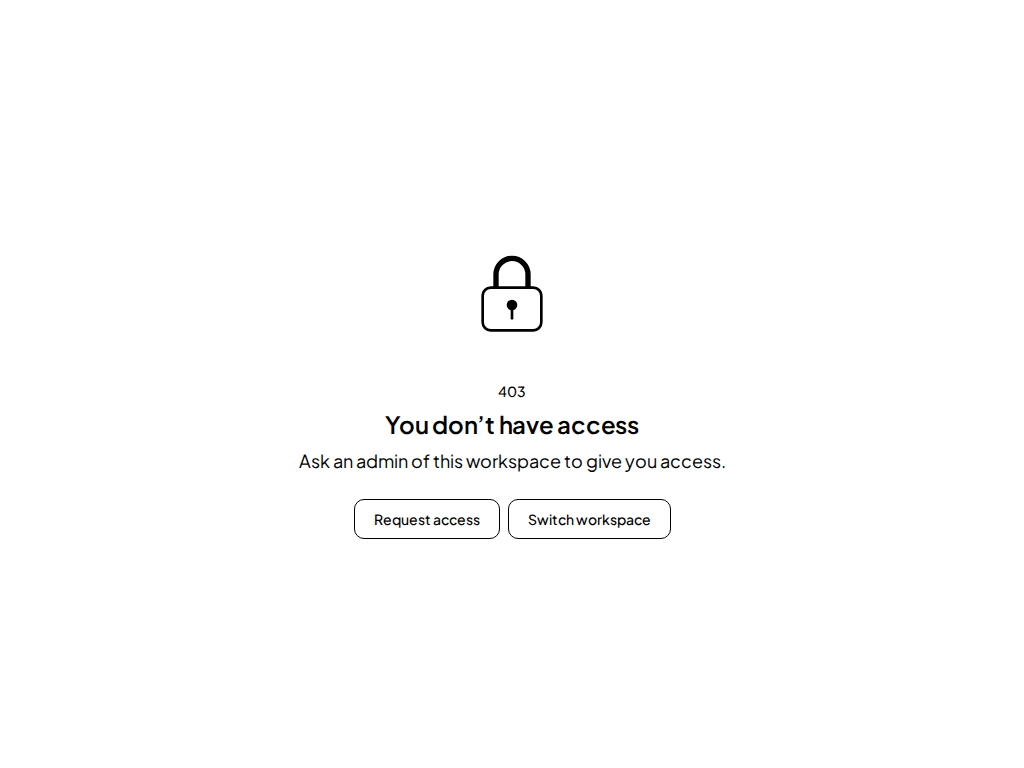 403
You don’t have access
Ask an admin of this workspace to give you access.
Request access
Switch workspace